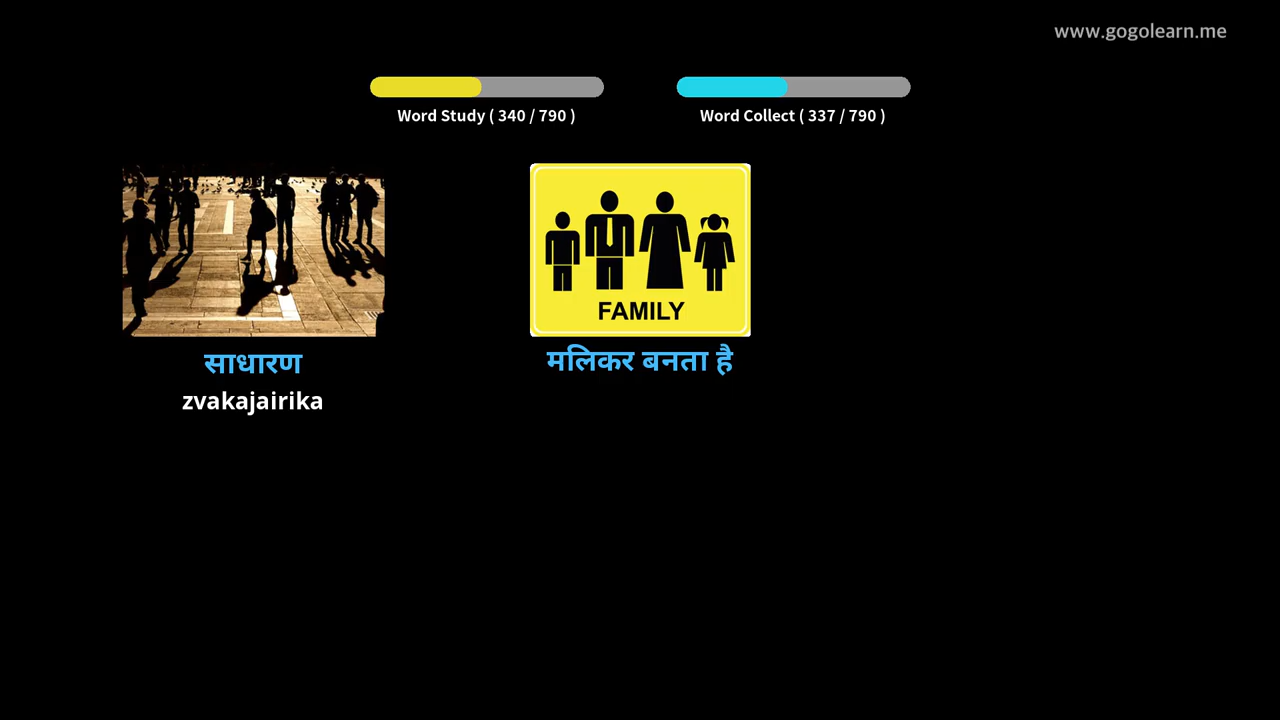 www.gogolearn.me
Word Study ( 340 / 790 )
Word Collect ( 337 / 790 )
FAMILY
साधारण
मलिकर बनता है
zvakajairika